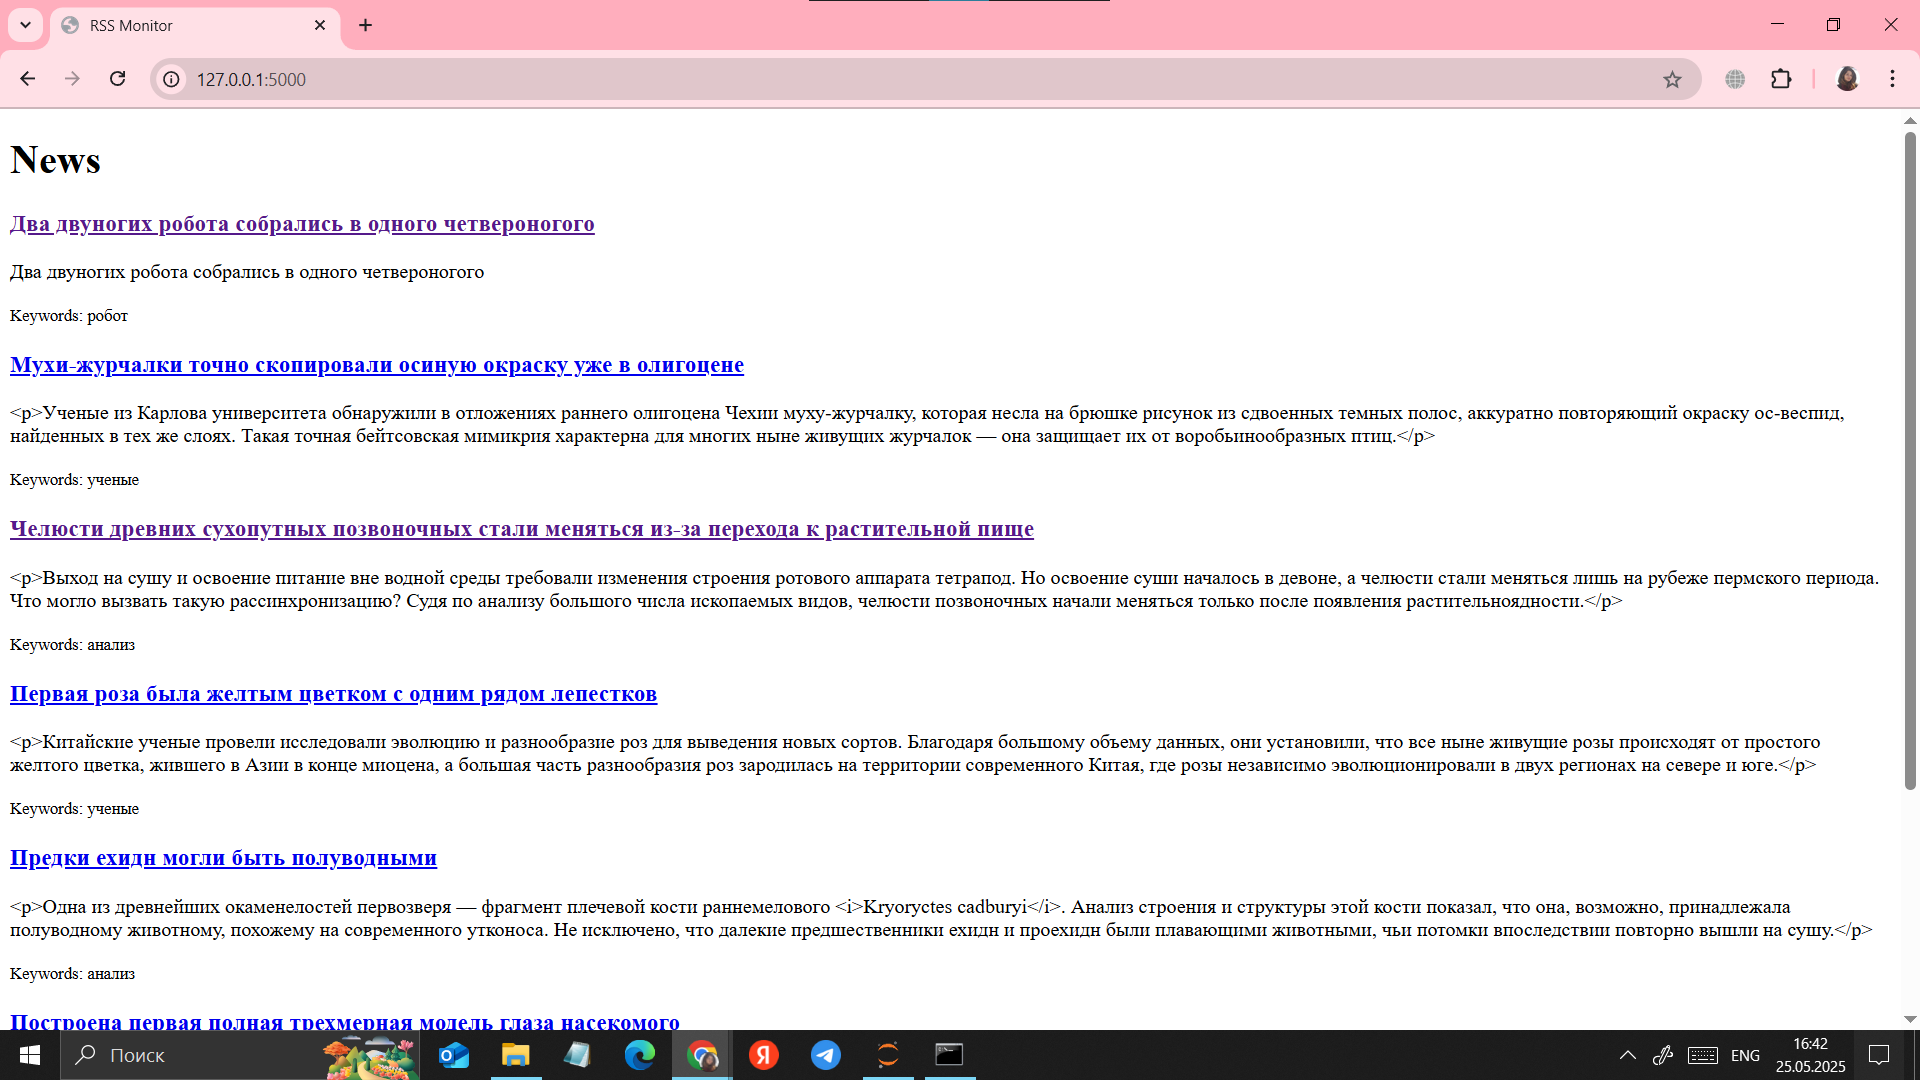 RSS Monitor
127.0.0.1:5000
News
Два двуногих робота собрались в одного четвероногого
Два двуногих робота собрались в одного четвероногого
Keywords: робот
Мухи-журчалки точно скопировали осиную окраску уже в олигоцене
<p>Ученые из Карлова университета обнаружили в отложениях раннего олигоцена Чехии муху-журчалку, которая несла на брюшке рисунок из сдвоенных темных полос, аккуратно повторяющий окраску ос-веспид,
найденных в тех же слоях. Такая точная бейтсовская мимикрия характерна для многих ныне живущих журчалок — она защищает их от воробьинообразных птиц.</p>
Keywords: ученые
Челюсти древних сухопутных позвоночных стали меняться из-за перехода к растительной пище
<p>Выход на сушу и освоение питание вне водной среды требовали изменения строения ротового аппарата тетрапод. Но освоение суши началось в девоне, а челюсти стали меняться лишь на рубеже пермского периода.
Что могло вызвать такую рассинхронизацию? Судя по анализу большого числа ископаемых видов, челюсти позвоночных начали меняться только после появления растительноядности.</p>
Keywords: анализ
Первая роза была желтым цветком с одним рядом лепестков
<p>Китайские ученые провели исследовали эволюцию и разнообразие роз для выведения новых сортов. Благодаря большому объему данных, они установили, что все ныне живущие розы происходят от простого
желтого цветка, жившего в Азии в конце миоцена, а большая часть разнообразия роз зародилась на территории современного Китая, где розы независимо эволюционировали в двух регионах на севере и юге.</p>
Keywords: ученые
Предки ехидн могли быть полуводными
<p>Одна из древнейших окаменелостей первозверя — фрагмент плечевой кости раннемелового <i>Kryoryctes cadburyi</i>. Анализ строения и структуры этой кости показал, что она, возможно, принадлежала
полуводному животному, похожему на современного утконоса. Не исключено, что далекие предшественники ехидн и проехидн были плавающими животными, чьи потомки впоследствии повторно вышли на сушу.</p>
Keywords: анализ
Построена первая полная трехмерная модель глаза насекомого
Поиск
Я
ENG
16:42
25.05.2025